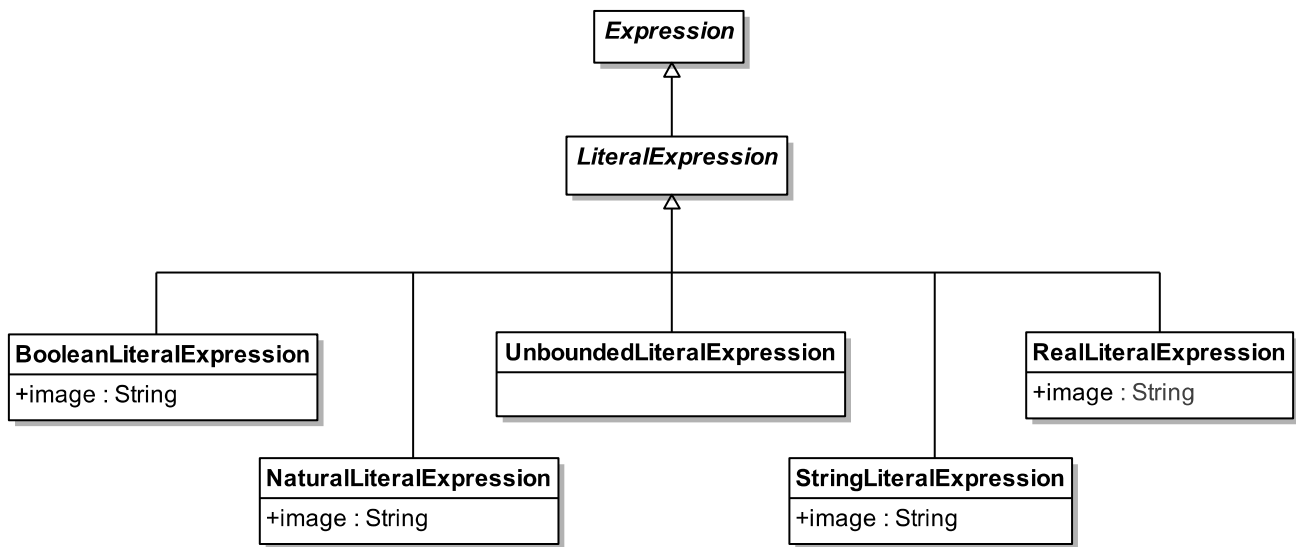 Expression
LiteralExpression
BooleanLiteralExpression
+image : String
UnboundedLiteralExpression
RealLiteralExpression
+image : String
NaturalLiteralExpression
+image : String
StringLiteralExpression
+image : String